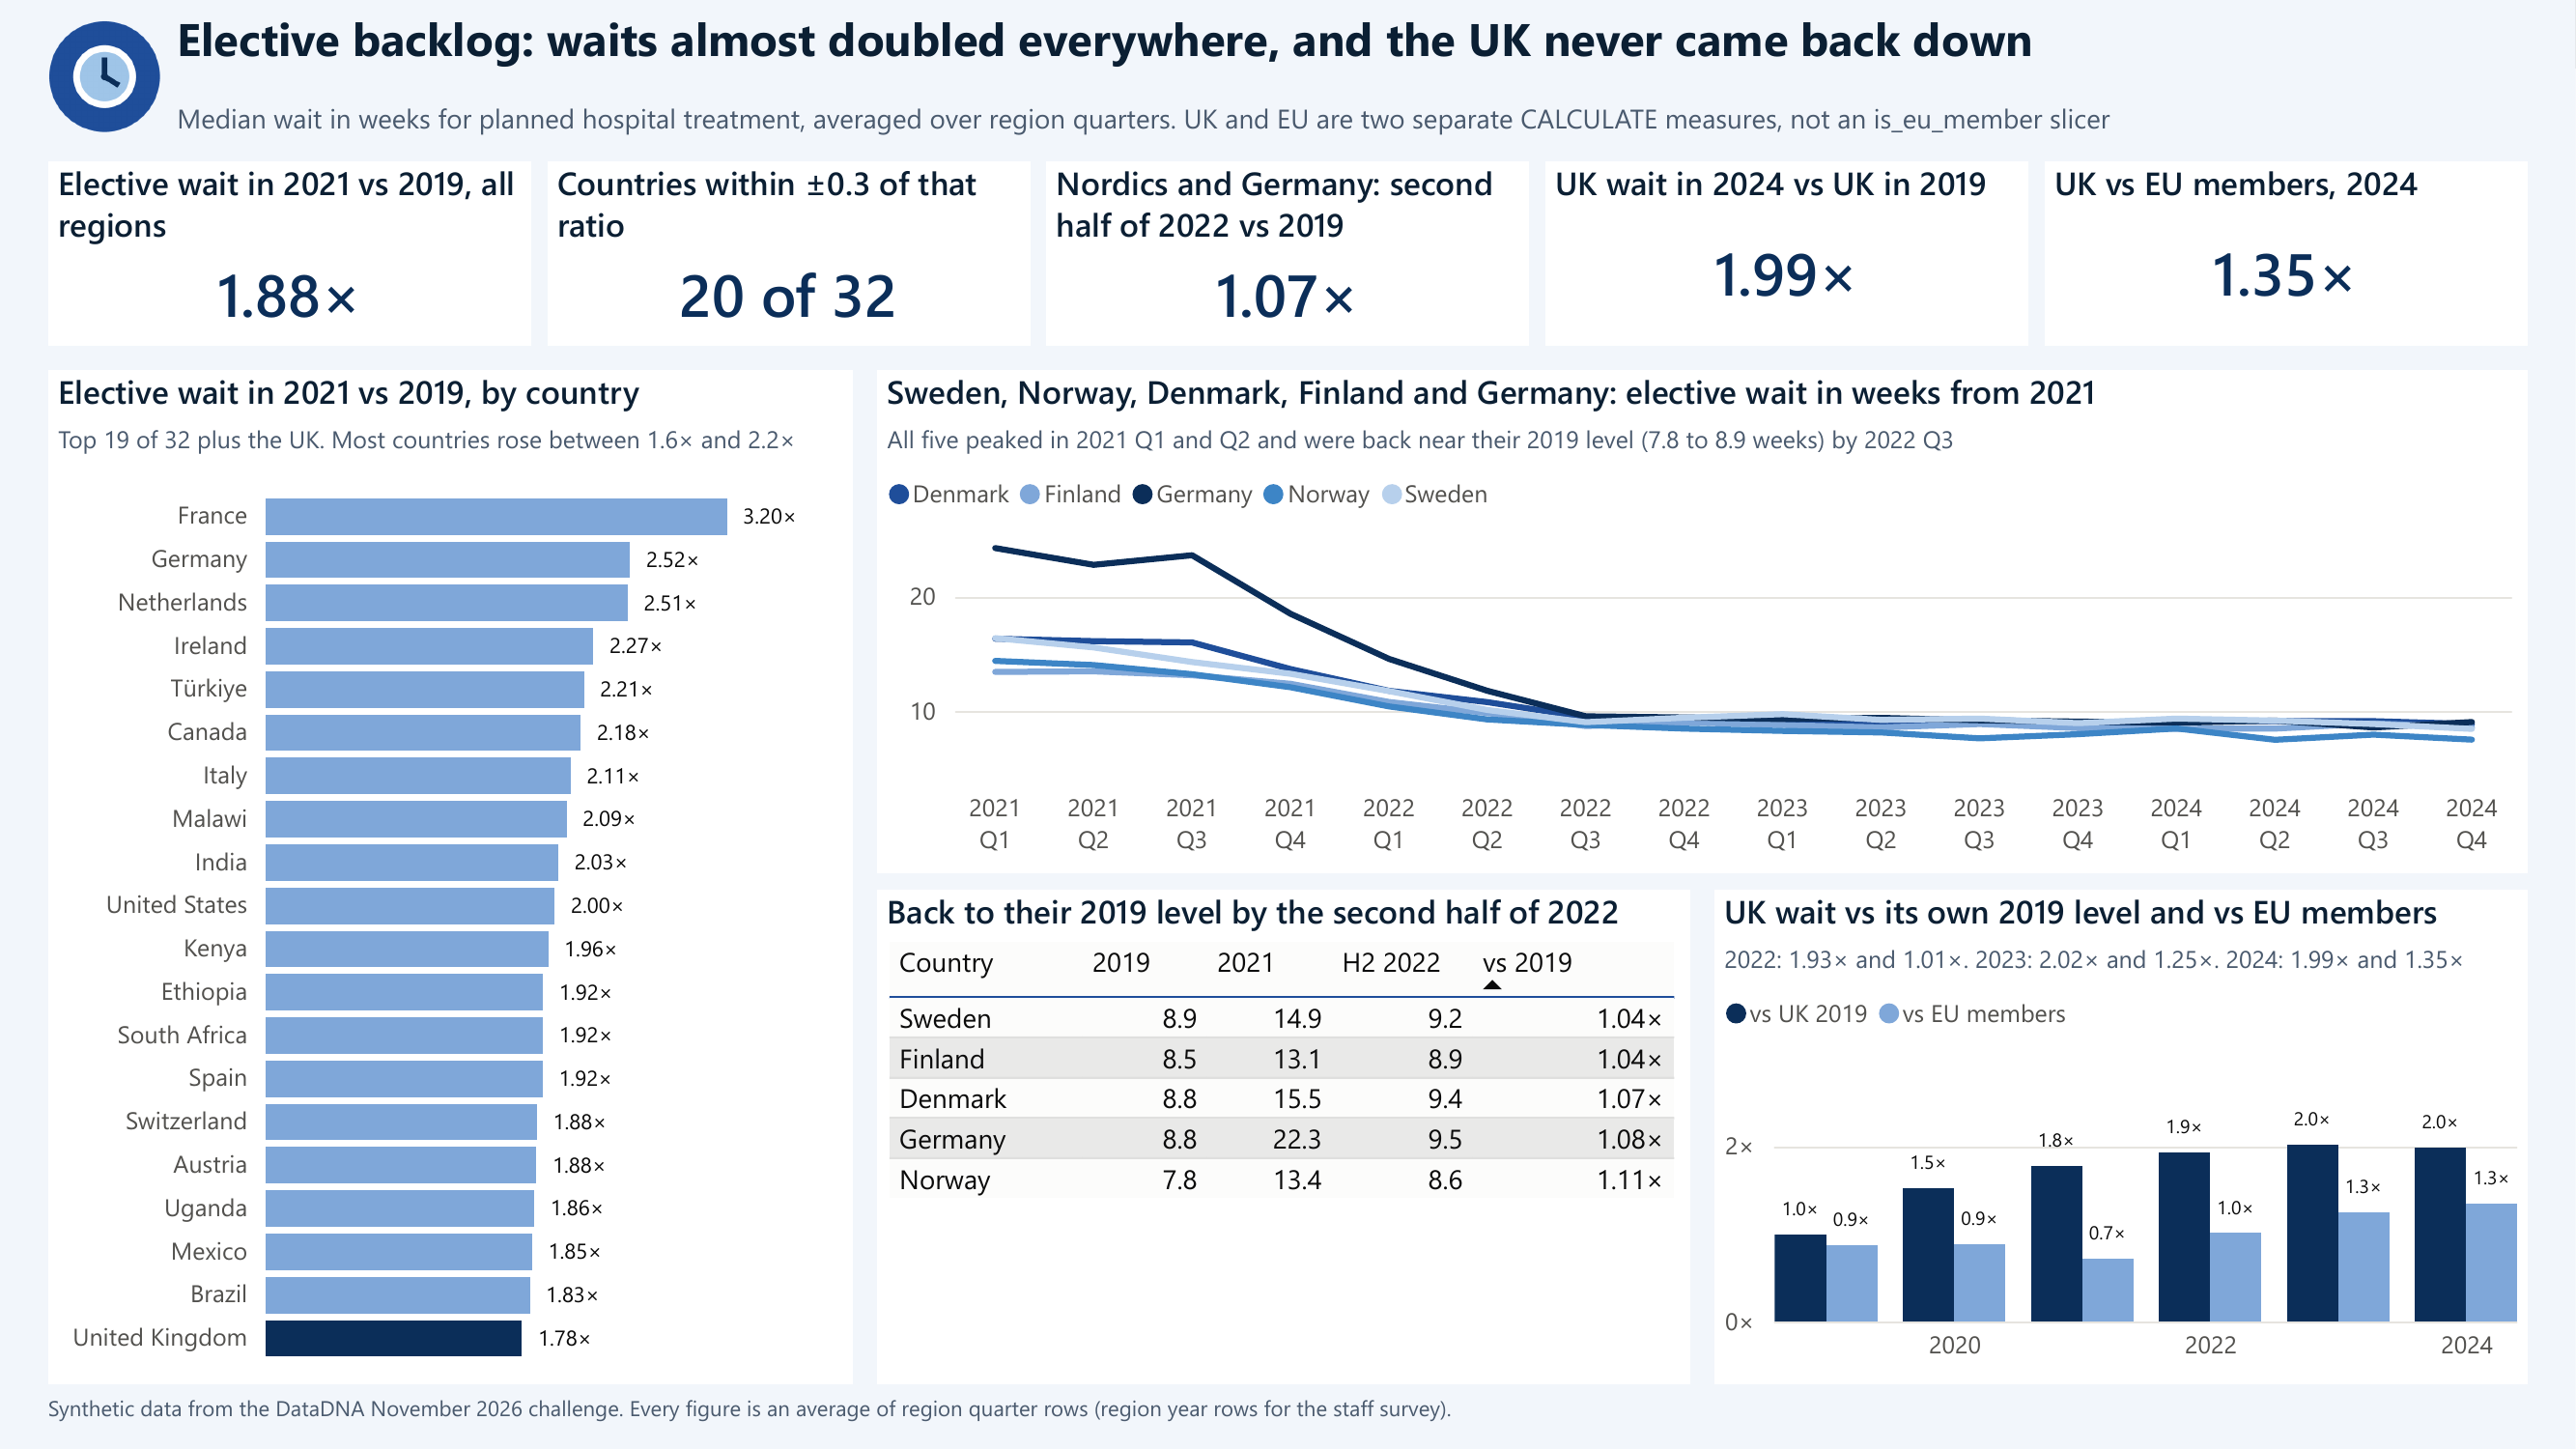 Elective backlog: waits almost doubled everywhere, and the UK never came back down
Median wait in weeks for planned hospital treatment, averaged over region quarters. UK and EU are two separate CALCULATE measures, not an is_eu_member slicer
Elective wait in 2021 vs 2019, all
regions
1.88×
Countries within ±0.3 of that
ratio
20 of 32
Nordics and Germany: second
half of 2022 vs 2019
1.07×
UK wait in 2024 vs UK in 2019
1.99×
UK vs EU members, 2024
1.35×
Elective wait in 2021 vs 2019, by country
Top 19 of 32 plus the UK. Most countries rose between 1.6× and 2.2×
France 3.20×
Germany 2.52×
Netherlands 2.51×
Ireland 2.27×
Türkiye 2.21×
Canada 2.18×
Italy 2.11×
Malawi 2.09×
India 2.03×
United States 2.00×
Kenya 1.96×
Ethiopia 1.92×
South Africa 1.92×
Spain 1.92×
Switzerland 1.88×
Austria 1.88×
Uganda 1.86×
Mexico 1.85×
Brazil 1.83×
United Kingdom 1.78×
Sweden, Norway, Denmark, Finland and Germany: elective wait in weeks from 2021
All five peaked in 2021 Q1 and Q2 and were back near their 2019 level (7.8 to 8.9 weeks) by 2022 Q3
Denmark Finland Germany Norway Sweden
20
10
2021 2021 2021 2021 2022 2022 2022 2022 2023 2023 2023 2023 2024 2024 2024 2024
Q1 Q2 Q3 Q4 Q1 Q2 Q3 Q4 Q1 Q2 Q3 Q4 Q1 Q2 Q3 Q4
Back to their 2019 level by the second half of 2022
Country 2019 2021 H2 2022 vs 2019
Sweden 8.9 14.9 9.2 1.04×
Finland 8.5 13.1 8.9 1.04×
Denmark 8.8 15.5 9.4 1.07×
Germany 8.8 22.3 9.5 1.08×
Norway 7.8 13.4 8.6 1.11×
UK wait vs its own 2019 level and vs EU members
2022: 1.93× and 1.01×. 2023: 2.02× and 1.25×. 2024: 1.99× and 1.35×
vs UK 2019 vs EU members
2×
0×
1.0× 0.9× 1.5× 0.9× 1.8× 0.7× 1.9× 1.0× 2.0× 1.3× 2.0× 1.3×
2020 2022 2024
Synthetic data from the DataDNA November 2026 challenge. Every figure is an average of region quarter rows (region year rows for the staff survey).